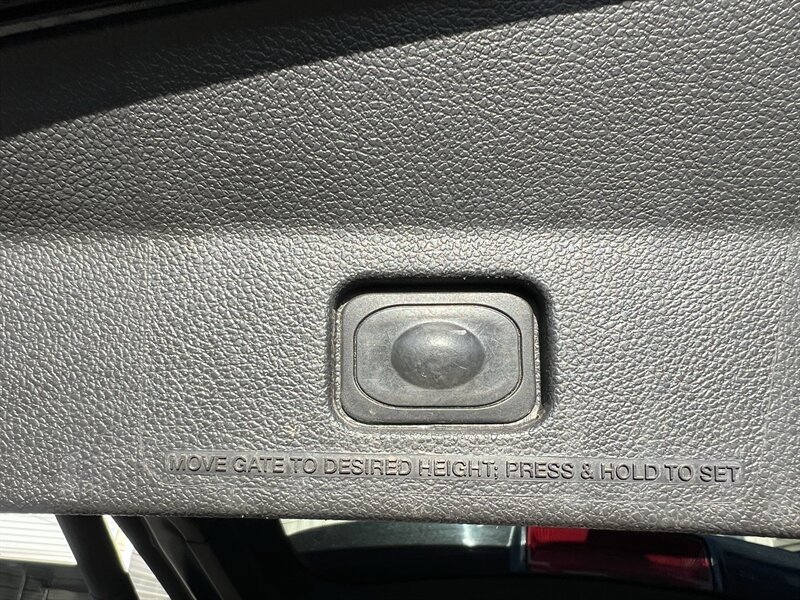 MOVE GATE TO DESIRED HEIGHT; PRESS & HOLD TO SET